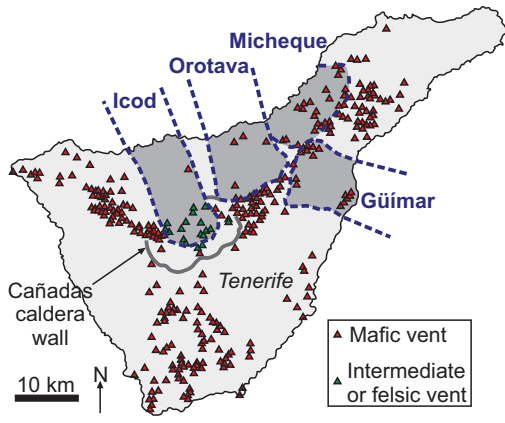 Micheque
Orotava
Icod
Güímar
Tenerife
Cañadas
caldera
wall
10 km
N
Mafic vent
Intermediate
or felsic vent